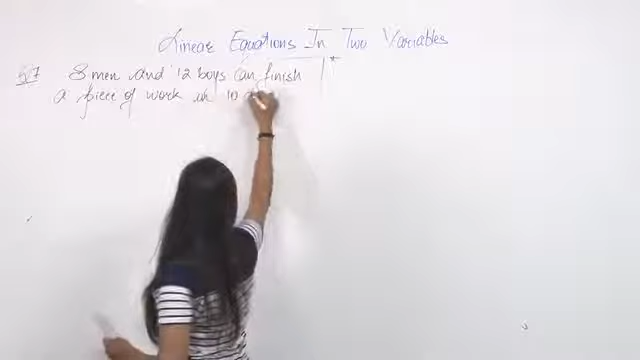 Linear Equations In Two Variables
Q7 8 men and 12 boys can finish
a piece of work in 10